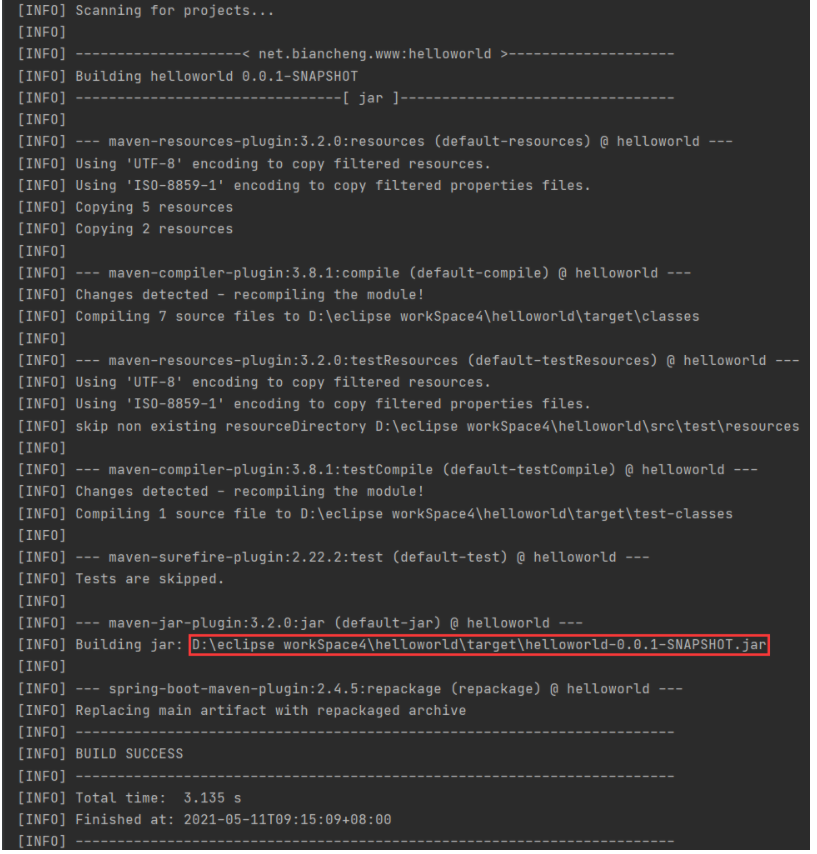 [INFO] Scanning for projects...
[INFO]
[INFO] --------------------< net.biancheng.www:helloworld >--------------------
[INFO] Building helloworld 0.0.1-SNAPSHOT
[INFO] --------------------------------[ jar ]---------------------------------
[INFO]
[INFO] --- maven-resources-plugin:3.2.0:resources (default-resources) @ helloworld ---
[INFO] Using 'UTF-8' encoding to copy filtered resources.
[INFO] Using 'ISO-8859-1' encoding to copy filtered properties files.
[INFO] Copying 5 resources
[INFO] Copying 2 resources
[INFO]
[INFO] --- maven-compiler-plugin:3.8.1:compile (default-compile) @ helloworld ---
[INFO] Changes detected - recompiling the module!
[INFO] Compiling 7 source files to D:\eclipse workSpace4\helloworld\target\classes
[INFO]
[INFO] --- maven-resources-plugin:3.2.0:testResources (default-testResources) @ helloworld ---
[INFO] Using 'UTF-8' encoding to copy filtered resources.
[INFO] Using 'ISO-8859-1' encoding to copy filtered properties files.
[INFO] skip non existing resourceDirectory D:\eclipse workSpace4\helloworld\src\test\resources
[INFO]
[INFO] --- maven-compiler-plugin:3.8.1:testCompile (default-testCompile) @ helloworld ---
[INFO] Changes detected - recompiling the module!
[INFO] Compiling 1 source file to D:\eclipse workSpace4\helloworld\target\test-classes
[INFO]
[INFO] --- maven-surefire-plugin:2.22.2:test (default-test) @ helloworld ---
[INFO] Tests are skipped.
[INFO]
[INFO] --- maven-jar-plugin:3.2.0:jar (default-jar) @ helloworld ---
[INFO] Building jar: D:\eclipse workSpace4\helloworld\target\helloworld-0.0.1-SNAPSHOT.jar
[INFO]
[INFO] --- spring-boot-maven-plugin:2.4.5:repackage (repackage) @ helloworld ---
[INFO] Replacing main artifact with repackaged archive
[INFO] ------------------------------------------------------------------------
[INFO] BUILD SUCCESS
[INFO] ------------------------------------------------------------------------
[INFO] Total time:  3.135 s
[INFO] Finished at: 2021-05-11T09:15:09+08:00
[INFO] ------------------------------------------------------------------------